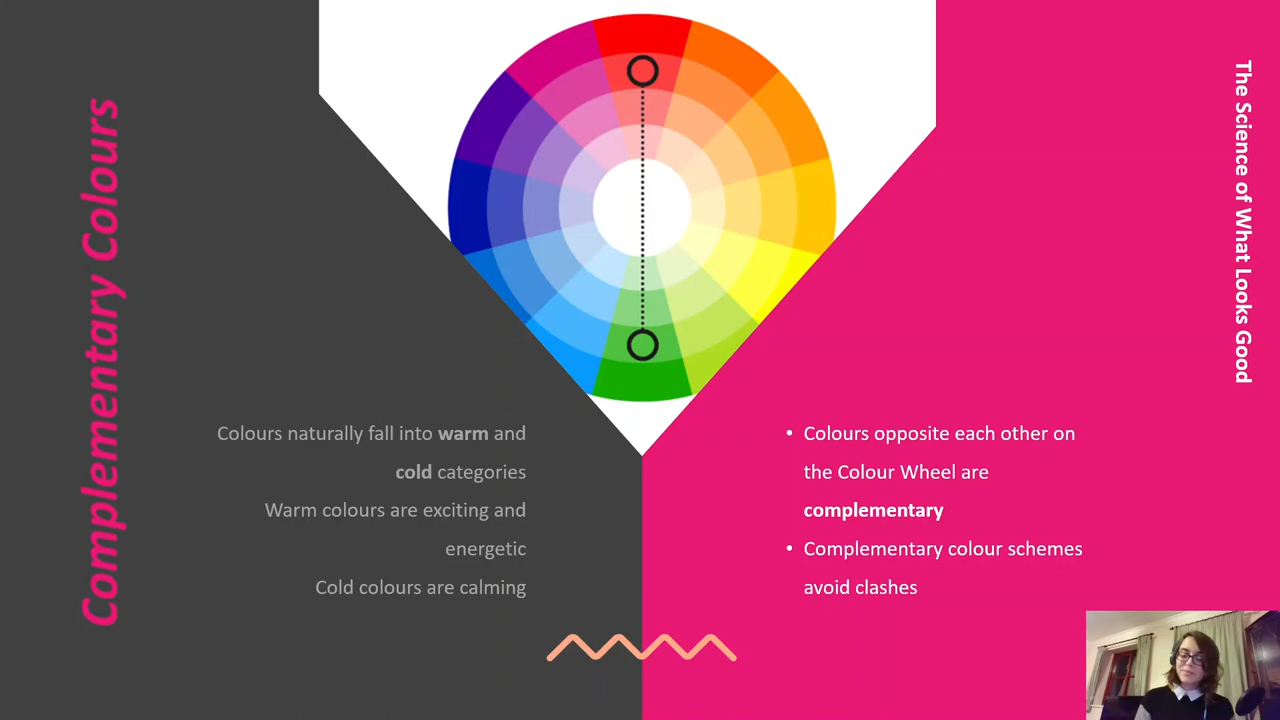 Complementary Colours
The Science of What Looks Good
Colours naturally fall into warm and
cold categories
Warm colours are exciting and
energetic
Cold colours are calming
• Colours opposite each other on
the Colour Wheel are
complementary
• Complementary colour schemes
avoid clashes